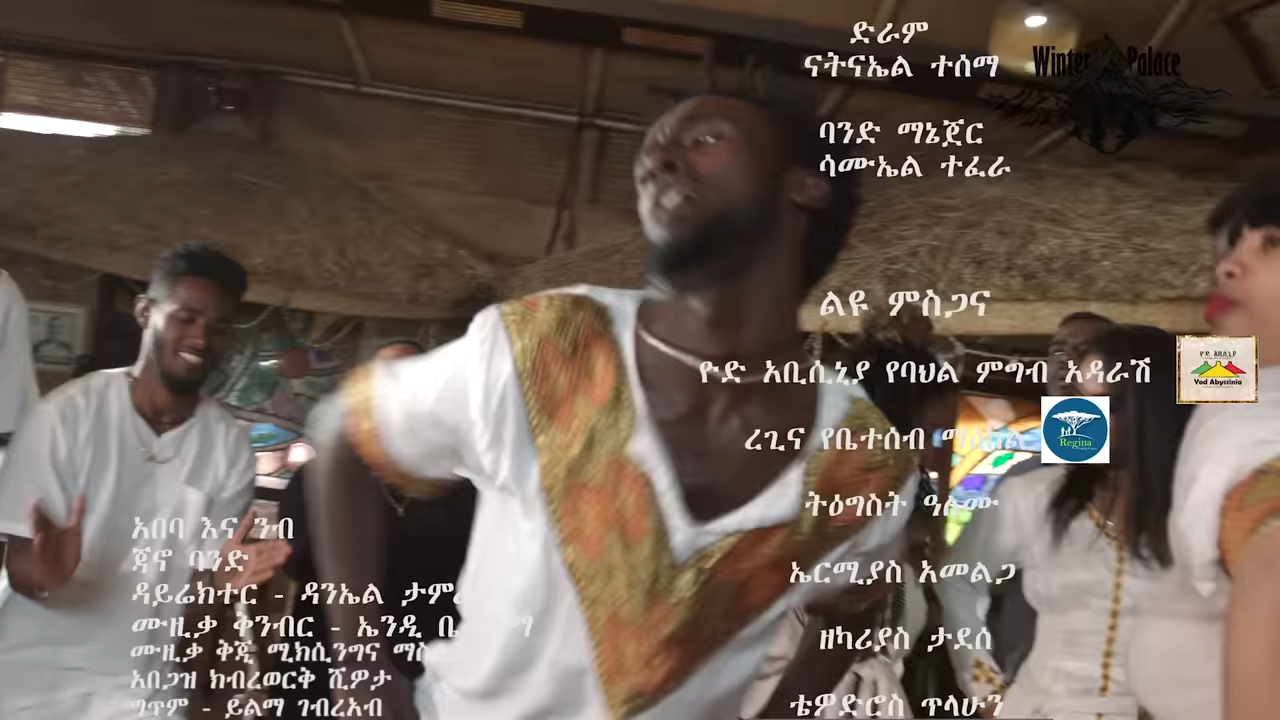 ድራም
ናትናኤል ተሰማ
Winter Palace
ባንድ ማኔጀር
ሳሙኤል ተፈራ
ልዩ ምስጋና
ዮድ አቢሲኒያ የባህል ምግብ አዳራሽ
Yod Abyssinia
ረጊና የቤተሰብ
Regina
ትዕግስት ዓለሙ
ኤርሚያስ አመልጋ
ዘካሪያስ ታደሰ
ቴዎድሮስ ጥላሁን
አበባ እና ንብ
ጃኖ ባንድ
ዳይሬክተር - ዳንኤል
ሙዚቃ ቅንብር - ኤንዲ
ሙዚቃ ቅጂ ሚክሲንግና
አበጋዝ ክብረወርቅ ሺዎታ
ግጥም - ይልማ ገብረአብ